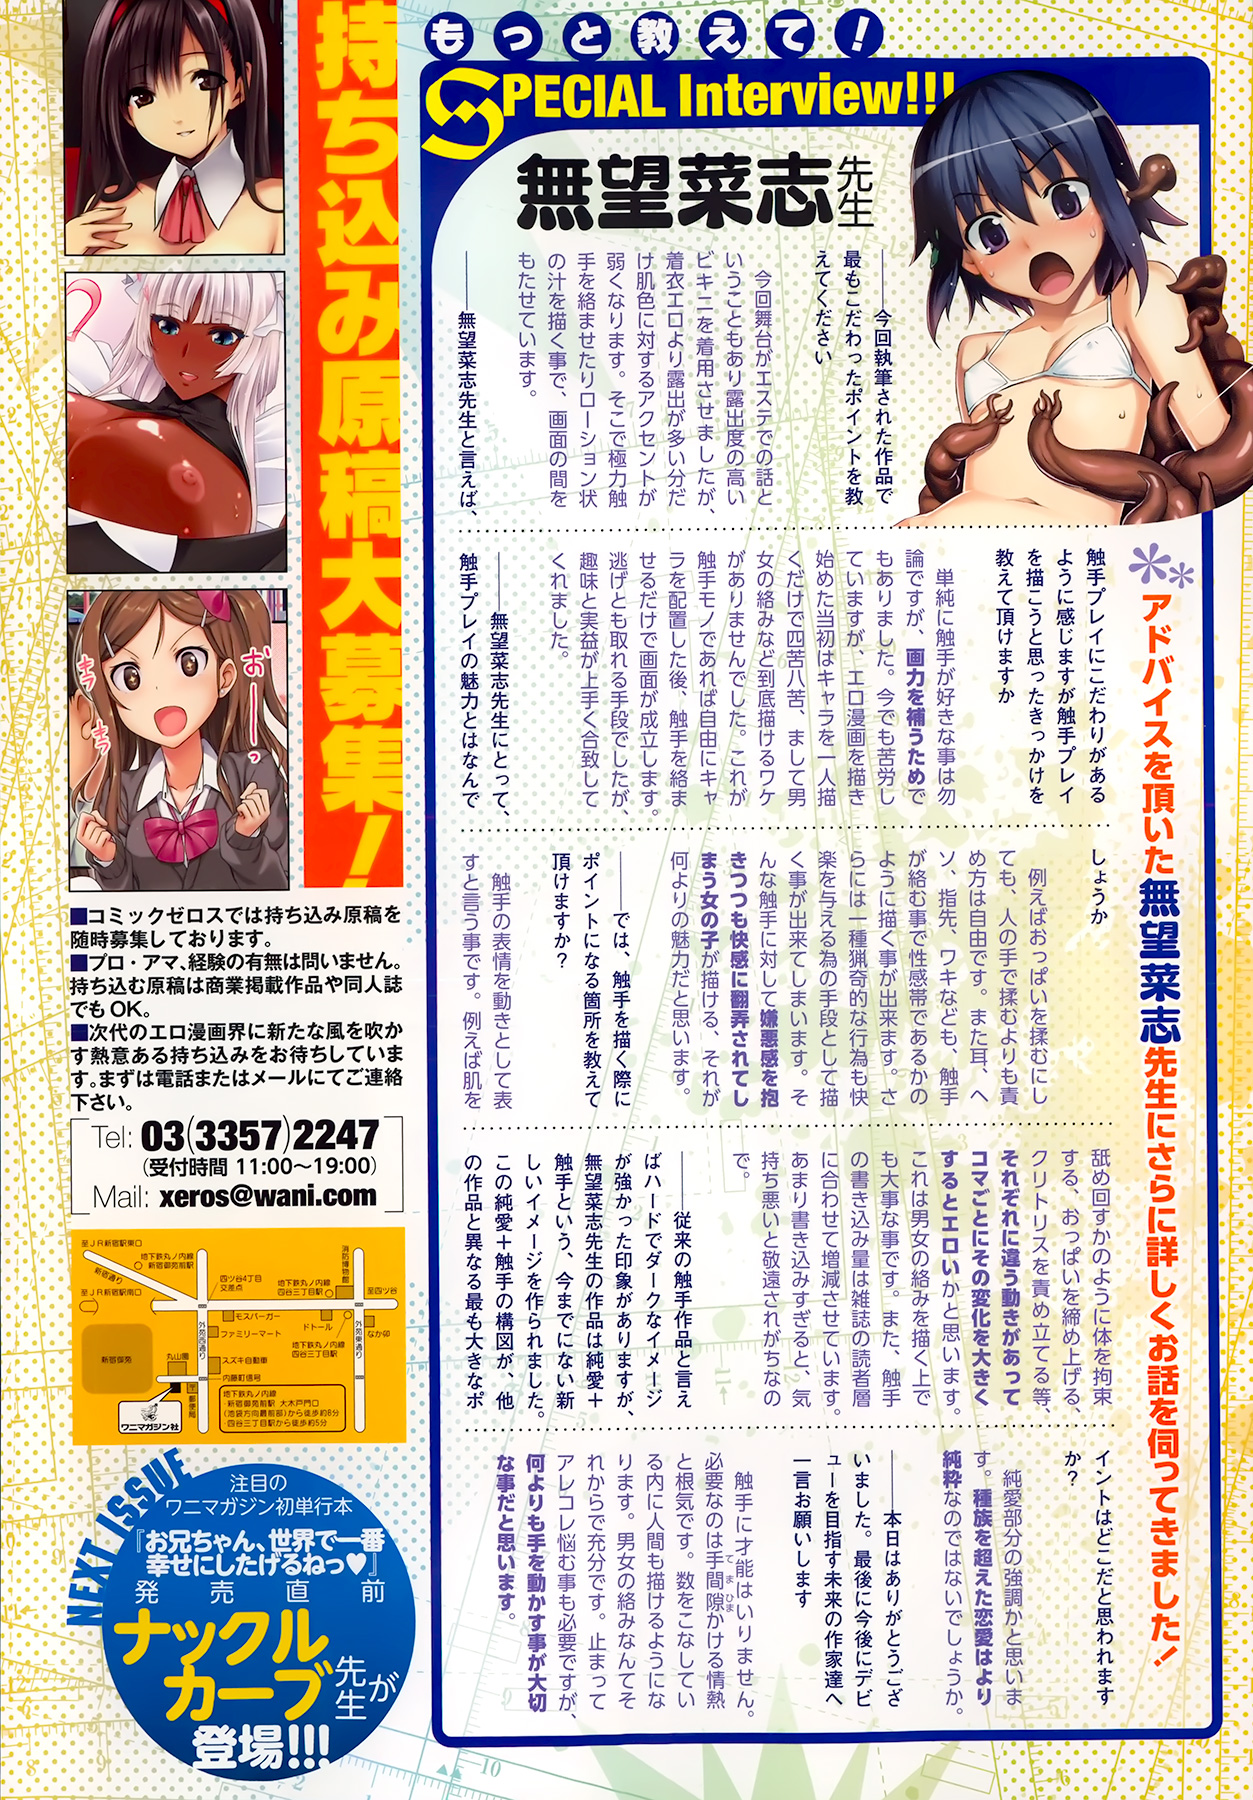 もっと教えて!
SPECIAL Interview!!!
無望菜志先生
アドバイスを頂いた無望菜志先生にさらに詳しくお話を伺ってきました!
――今回執筆された作品で
最もこだわったポイントを教
えてください
今回舞台がエステでの話と
いうこともあり露出度の高い
ビキニを着用させましたが、
着衣エロより露出が多い分だ
け肌色に対するアクセントが
弱くなります。そこで極力触
手を絡ませたりローション状
の汁を描く事で、画面の間を
もたせています。
――無望菜志先生と言えば、
触手プレイにこだわりがある
ように感じますが触手プレイ
を描こうと思ったきっかけを
教えて頂けますか
単純に触手が好きな事は勿
論ですが、画力を補うためで
もありました。今でも苦労し
ていますが、エロ漫画を描き
始めた当初はキャラを一人描
くだけで四苦八苦、まして男
女の絡みなど到底描けるワケ
がありませんでした。これが
触手モノであれば自由にキャ
ラを配置した後、触手を絡ま
せるだけで画面が成立します。
逃げとも取れる手段でしたが、
趣味と実益が上手く合致して
くれました。
――無望菜志先生にとって、
触手プレイの魅力とはなんで
しょうか
例えばおっぱいを揉むにし
ても、人の手で揉むよりも責
め方は自由です。また耳、ヘ
ソ、指先、ワキなども、触手
が絡む事で性感帯であるかの
ように描く事が出来ます。さ
らには一種猟奇的な行為も快
楽を与える為の手段として描
く事が出来てしまいます。そ
んな触手に対して嫌悪感を抱
きつつも快感に翻弄されてし
まう女の子が描ける、それが
何よりの魅力だと思います。
――では、触手を描く際に
ポイントになる箇所を教えて
頂けますか?
触手の表情を動きとして表
すと言う事です。例えば肌を
舐め回すかのように体を拘束
する、おっぱいを締め上げる、
クリトリスを責め立てる等、
それぞれに違う動きがあって
コマごとにその変化を大きく
するとエロいかと思います。
これは男女の絡みを描く上で
も大事な事です。また、触手
の書き込み量は雑誌の読者層
に合わせて増減させています。
あまり書き込みすぎると、気
持ち悪いと敬遠されがちなの
で。
――従来の触手作品と言え
ばハードでダークなイメージ
が強かった印象がありますが、
無望菜志先生の作品は純愛+
触手という、今までにない新
しいイメージを作られました。
この純愛+触手の構図が、他
の作品と異なる最も大きなポ
イントはどこだと思われます
か?
純愛部分の強調かと思いま
す。種族を超えた恋愛はより
純粋なのではないでしょうか。
――本日はありがとうござ
いました。最後に今後にデビ
ューを目指す未来の作家達へ
一言お願いします
触手に才能はいりません。
必要なのは手間隙かける情熱
てまひま
と根気です。数をこなしてい
る内に人間も描けるようにな
ります。男女の絡みなんてそ
れからで充分です。止まって
アレコレ悩む事も必要ですが、
何よりも手を動かす事が大切
な事だと思います。
持ち込み原稿大募集!
?
おーーっ
キラ
キラ
■コミックゼロスでは持ち込み原稿を
随時募集しております。
■プロ・アマ、経験の有無は問いません。
持ち込む原稿は商業掲載作品や同人誌
でもOK。
■次代のエロ漫画界に新たな風を吹か
す熱意ある持ち込みをお待ちしていま
す。まずは電話またはメールにてご連絡
下さい。
Tel: 03(3357)2247
(受付時間 11:00〜19:00)
Mail: xeros@wani.com
至JR新宿駅東口
新宿通り
地下鉄丸ノ内線
新宿御苑前駅
至JR新宿駅南口
四ツ谷4丁目
交差点
消防博物館
地下鉄丸ノ内線
四谷三丁目駅
至四ツ谷
モスバーガー
ファミリーマート
ドトール
地下鉄丸ノ内線
四谷三丁目駅
なか卯
外苑西通り
外苑東通り
新宿御苑
丸山園
スズキ自動車
内藤町信号
〒
郵便局
ワニマガジン社
地下鉄丸ノ内線
・新宿御苑前駅 大木戸門口
(池袋方向最前部)から徒歩約8分
・四谷三丁目駅から徒歩約5分
NEXT ISSUE
注目の
ワニマガジン初単行本
『お兄ちゃん、世界で一番
幸せにしたげるねっ♥』
発売直前
ナックル
カーブ先生が
登場!!!